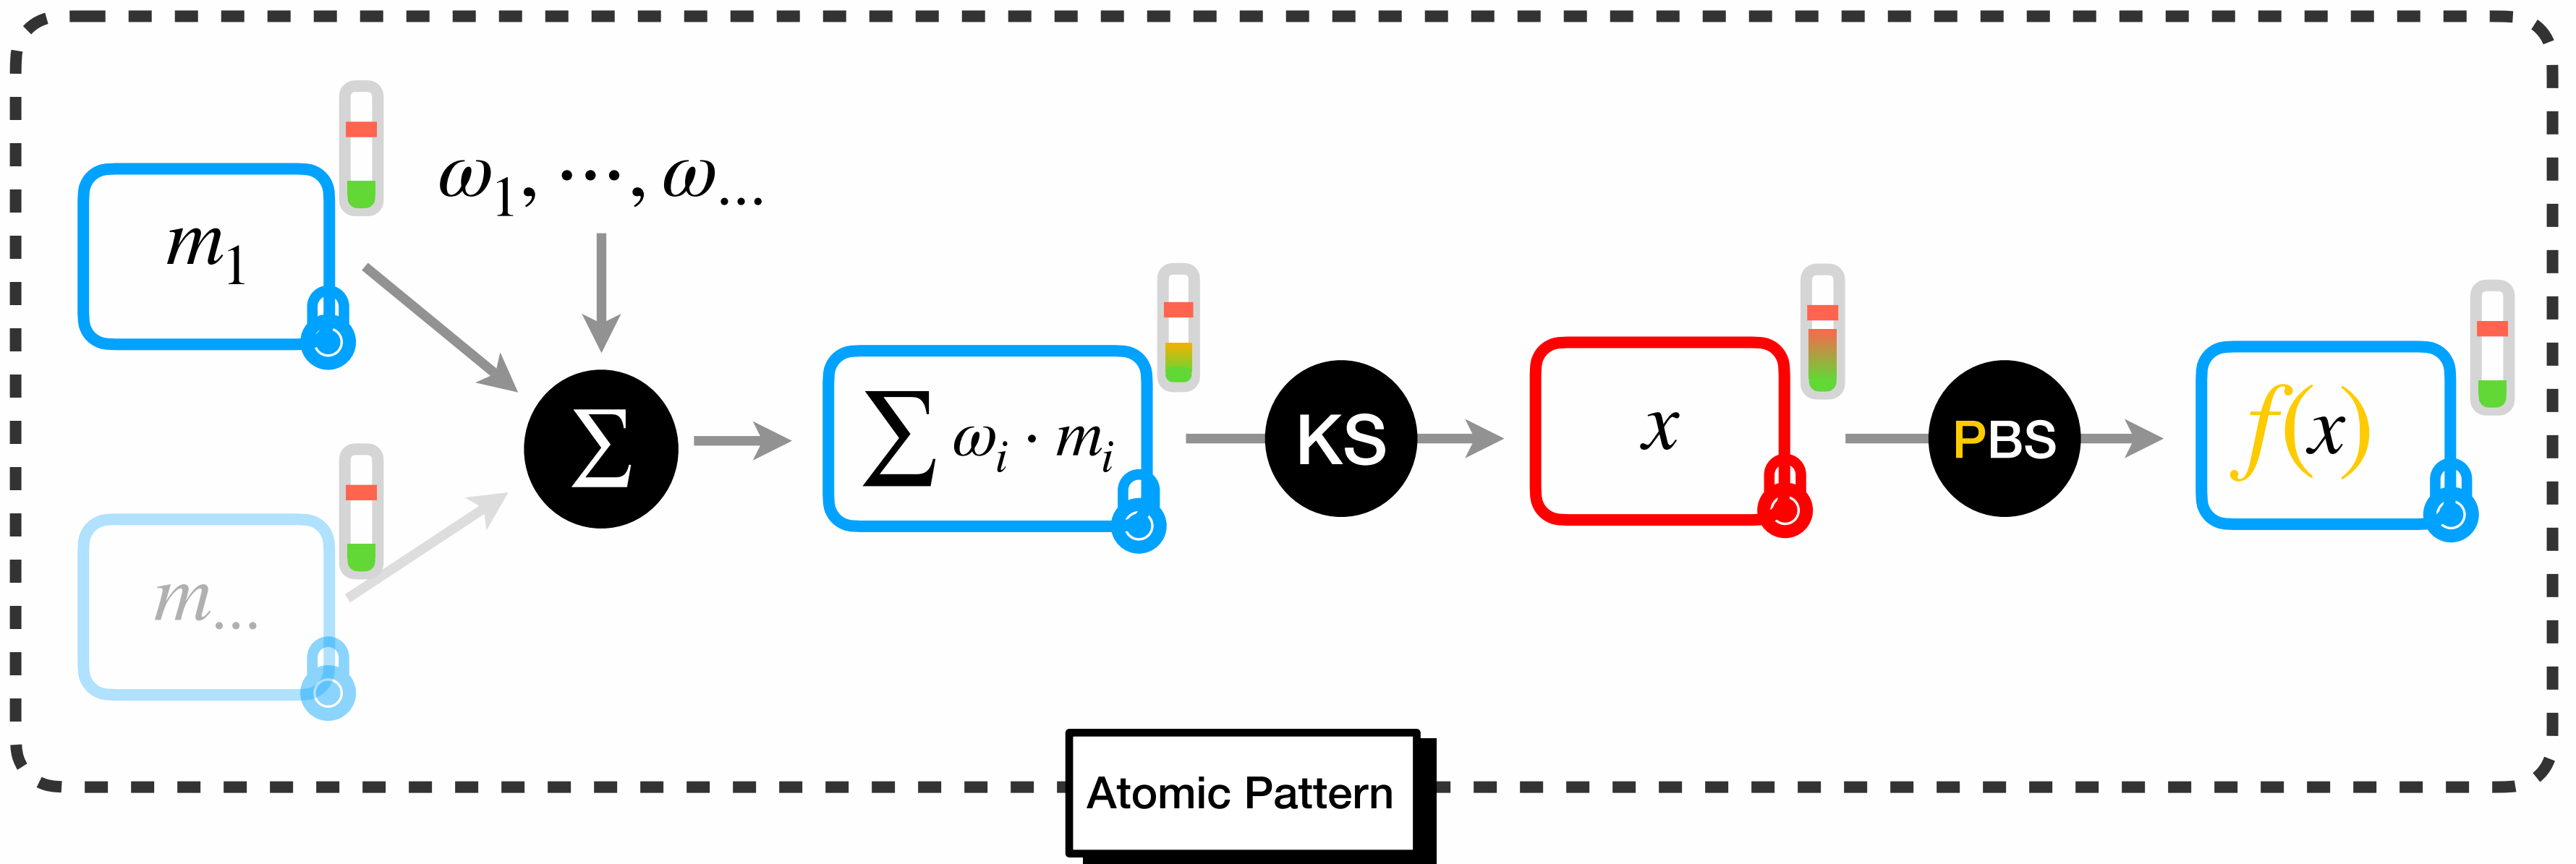 m₁
ω₁, ⋯, ω…
m…
Σ
∑ ωᵢ · mᵢ
KS
x
PBS
f(x)
Atomic Pattern